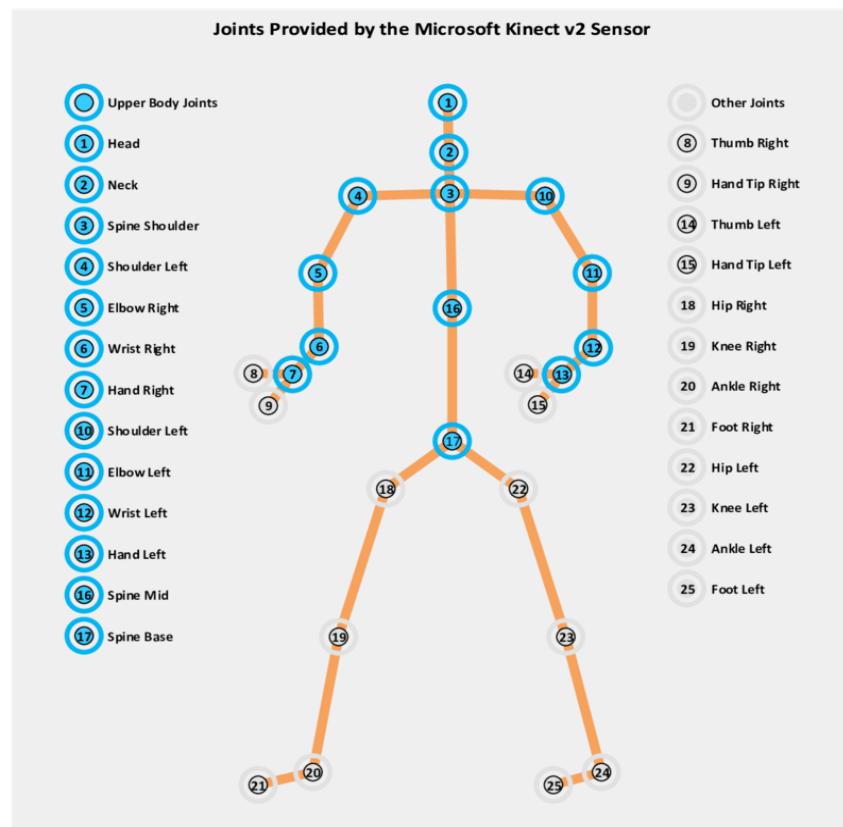 Joints Provided by the Microsoft Kinect v2 Sensor
Upper Body Joints
1 Head
2 Neck
3 Spine Shoulder
4 Shoulder Left
5 Elbow Right
6 Wrist Right
7 Hand Right
10 Shoulder Left
11 Elbow Left
12 Wrist Left
13 Hand Left
16 Spine Mid
17 Spine Base
1
2
4 3 10
5 11
16
6 12
8 7 14 13
9 15
17
18 22
19 23
20 24
21 25
Other Joints
8 Thumb Right
9 Hand Tip Right
14 Thumb Left
15 Hand Tip Left
18 Hip Right
19 Knee Right
20 Ankle Right
21 Foot Right
22 Hip Left
23 Knee Left
24 Ankle Left
25 Foot Left